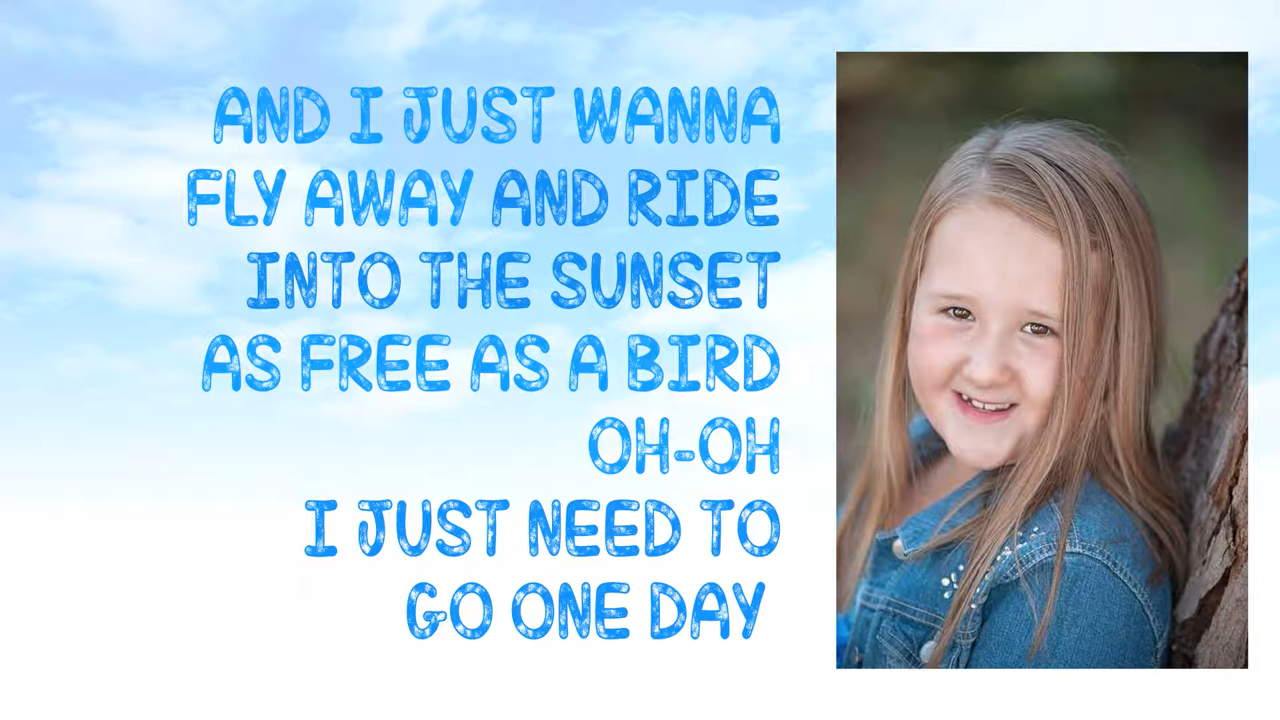 AND I JUST WANNA
FLY AWAY AND RIDE
INTO THE SUNSET
AS FREE AS A BIRD
OH-OH
I JUST NEED TO
GO ONE DAY